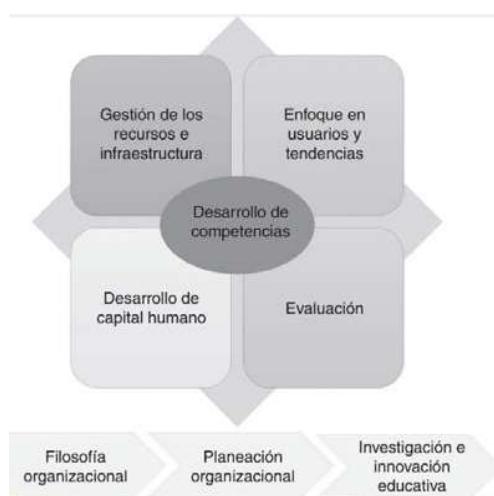 Gestión de los
recursos e
infraestructura
Enfoque en
usuarios y
tendencias
Desarrollo de
competencias
Desarrollo de
capital humano
Evaluación
Filosofía
organizacional
Planeación
organizacional
Investigación e
innovación
educativa